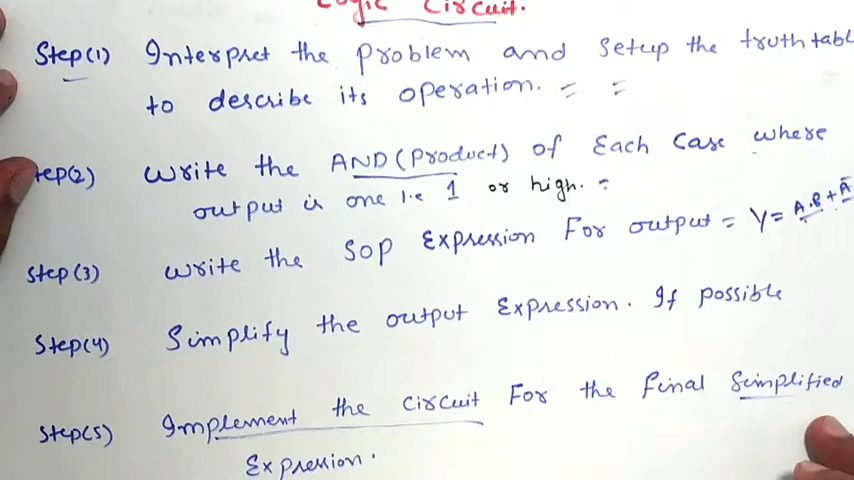 Logic Circuit.
Step(1) Interpret the problem and setup the truth tabl
to describe its operation.
tep(2) Write the AND(Product) of Each Case where
output is one i.e 1 or high.
Step(3) Write the SOP Expression For output = Y = A.B + A̅
Step(4) Simplify the output Expression. If possible
Step(5) Implement the circuit For the final Simplified
Expression.